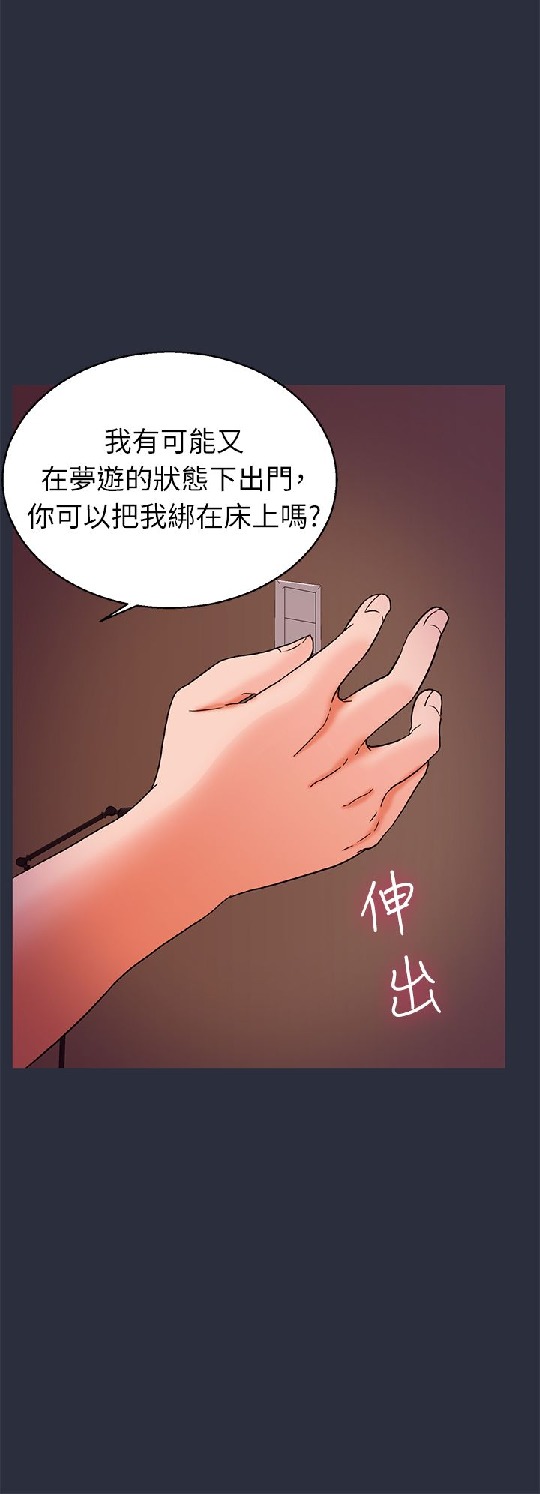 我有可能又
在夢遊的狀態下出門，
你可以把我綁在床上嗎?
伸
出